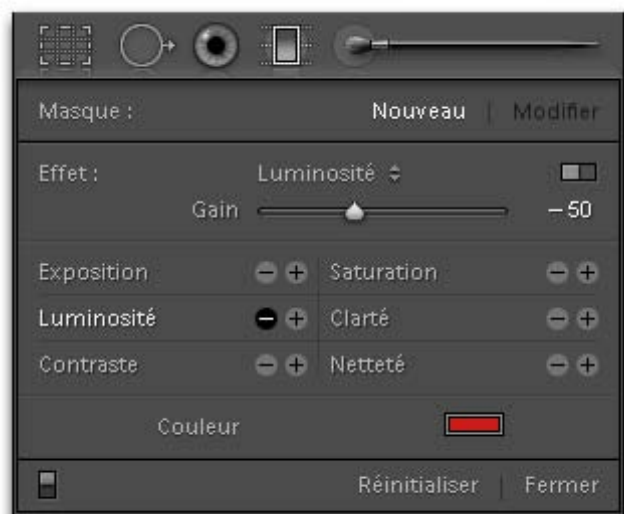 Masque : Nouveau | Modifier
Effet : Luminosité
Gain – 50
Exposition Saturation
Luminosité Clarté
Contraste Netteté
Couleur
Réinitialiser | Fermer